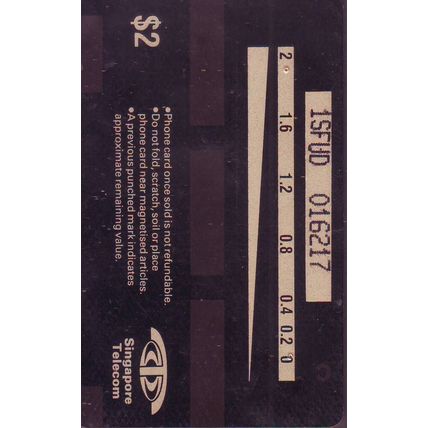 $2
2 1.6 1.2 0.8 0.4 0.2 0
1SFUD 016217
•Phone card once sold is not refundable.
•Do not fold, scratch, soil or place
phone card near magnetised articles.
•A previous punched mark indicates
approximate remaining value.
Singapore
Telecom